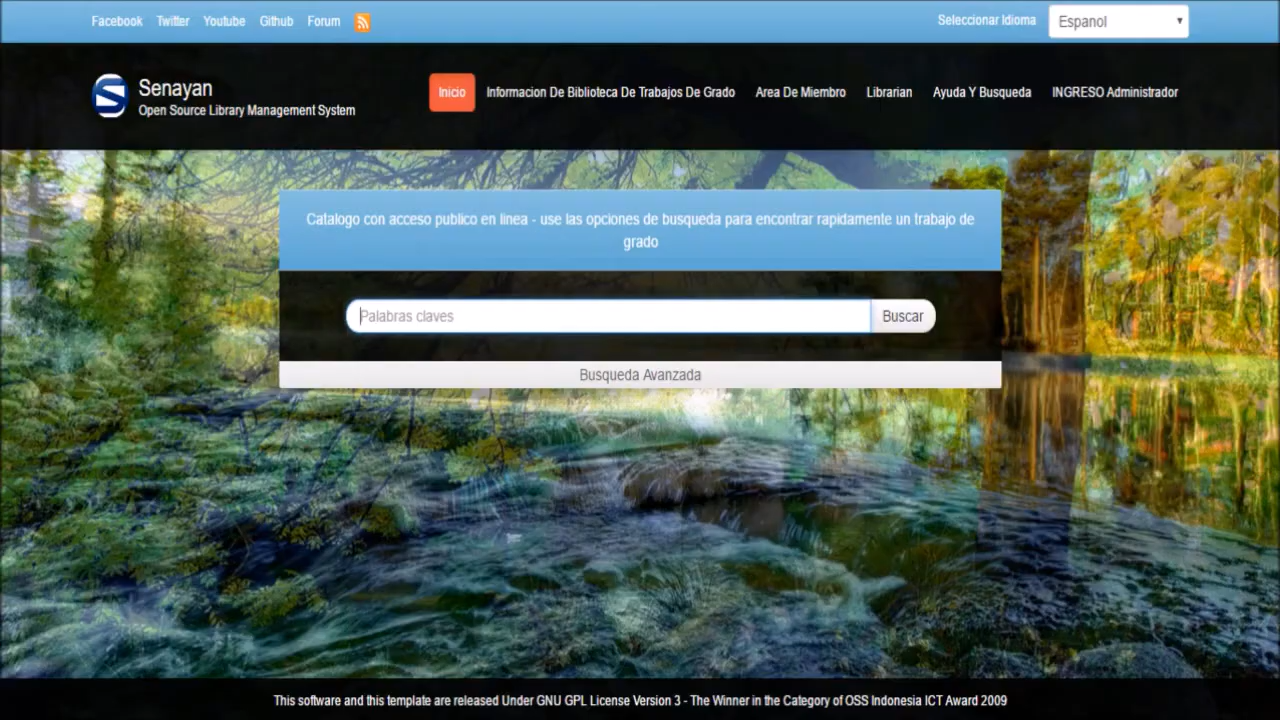 Facebook Twitter Youtube Github Forum Seleccionar Idioma Espanol
Senayan
Open Source Library Management System
Inicio Informacion De Biblioteca De Trabajos De Grado Area De Miembro Librarian Ayuda Y Busqueda INGRESO Administrador
Catalogo con acceso publico en linea - use las opciones de busqueda para encontrar rapidamente un trabajo de
grado
Palabras claves Buscar
Busqueda Avanzada
This software and this template are released Under GNU GPL License Version 3 - The Winner in the Category of OSS Indonesia ICT Award 2009